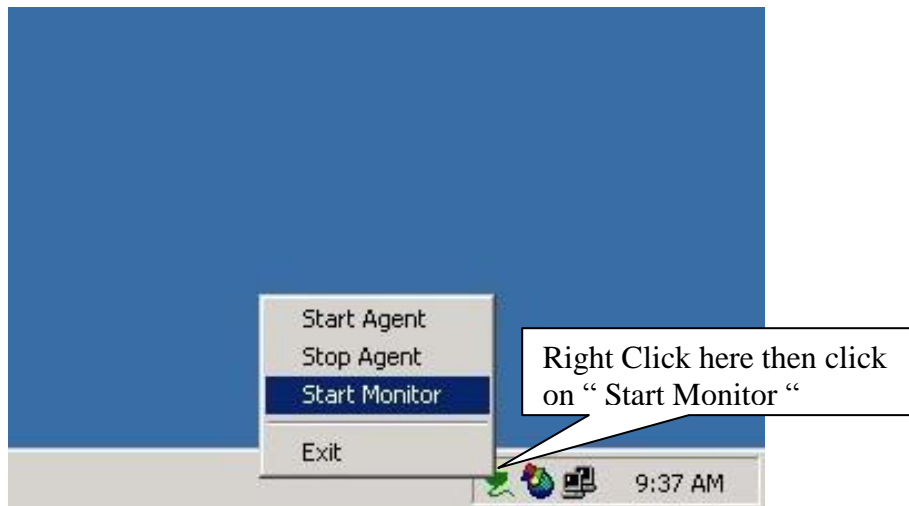 Start Agent
Stop Agent
Start Monitor
Exit
Right Click here then click
on “ Start Monitor “
9:37 AM